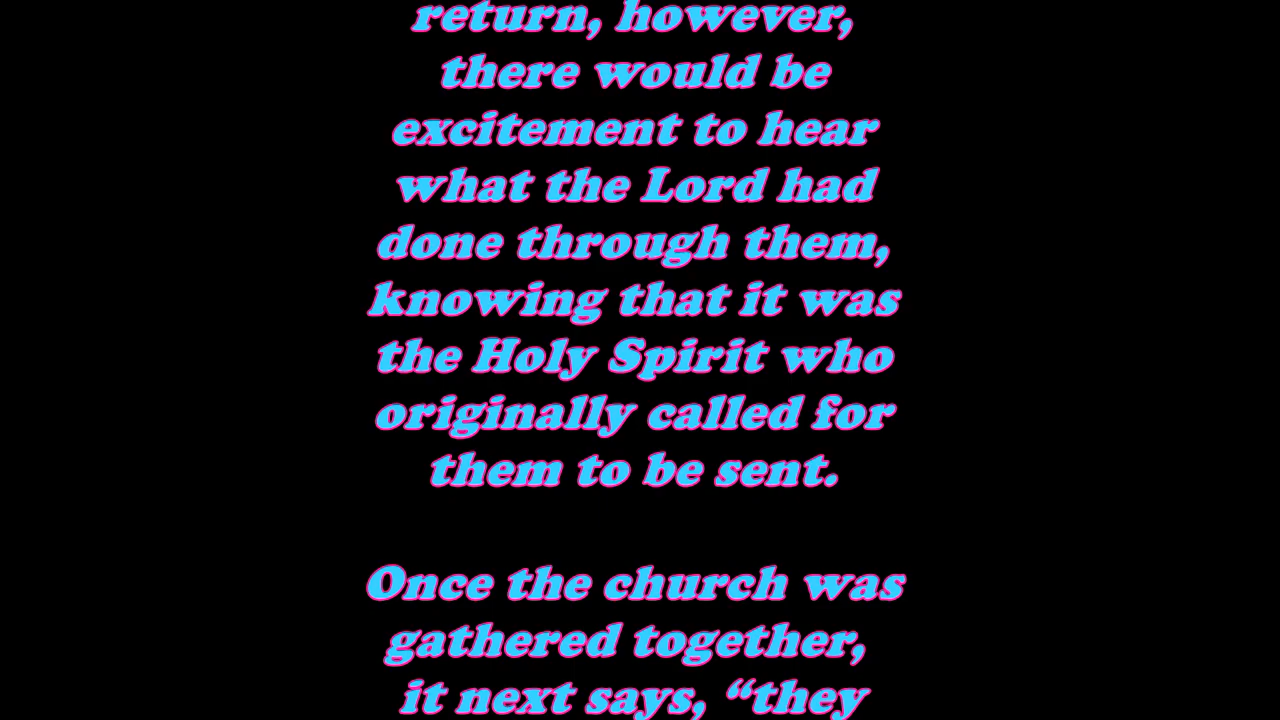 return, however,
there would be
excitement to hear
what the Lord had
done through them,
knowing that it was
the Holy Spirit who
originally called for
them to be sent.
Once the church was
gathered together,
it next says, “they